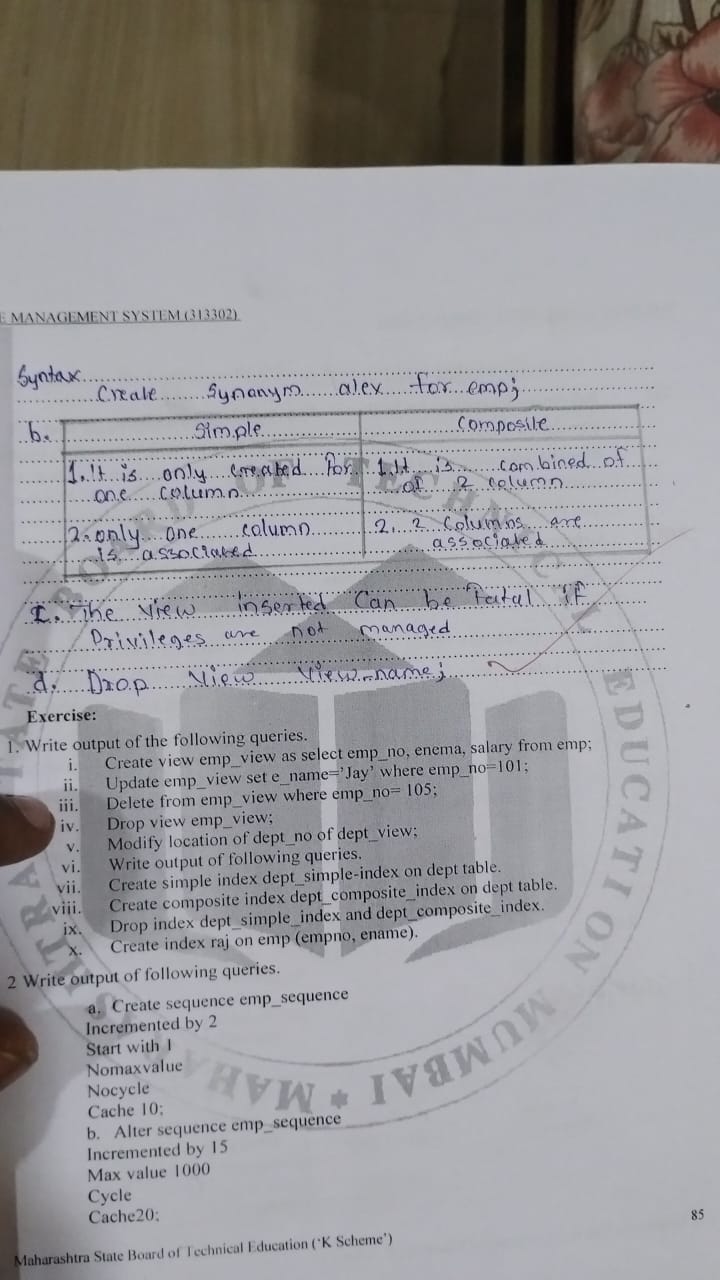 E MANAGEMENT SYSTEM (313302)
Syntax
Create Synonym alex for emp;
b. Simple Composite
1. It is only created for 1. It is combined of
one column of 2 column
2. only one column 2. 2 Columns are
is associated associated
The view inserted Can be Fatal if
Privileges are not managed
d. Drop View View-name;
Exercise:
1. Write output of the following queries.
i. Create view emp_view as select emp_no, enema, salary from emp;
ii. Update emp_view set e_name='Jay' where emp_no=101;
iii. Delete from emp_view where emp_no= 105;
iv. Drop view emp_view;
v. Modify location of dept_no of dept_view;
vi. Write output of following queries.
vii. Create simple index dept_simple-index on dept table.
viii. Create composite index dept_composite_index on dept table.
ix. Drop index dept_simple_index and dept_composite_index.
x. Create index raj on emp (empno, ename).
2 Write output of following queries.
a. Create sequence emp_sequence
Incremented by 2
Start with 1
Nomaxvalue
Nocycle
Cache 10;
b. Alter sequence emp_sequence
Incremented by 15
Max value 1000
Cycle
Cache20;
85
Maharashtra State Board of Technical Education ('K Scheme')